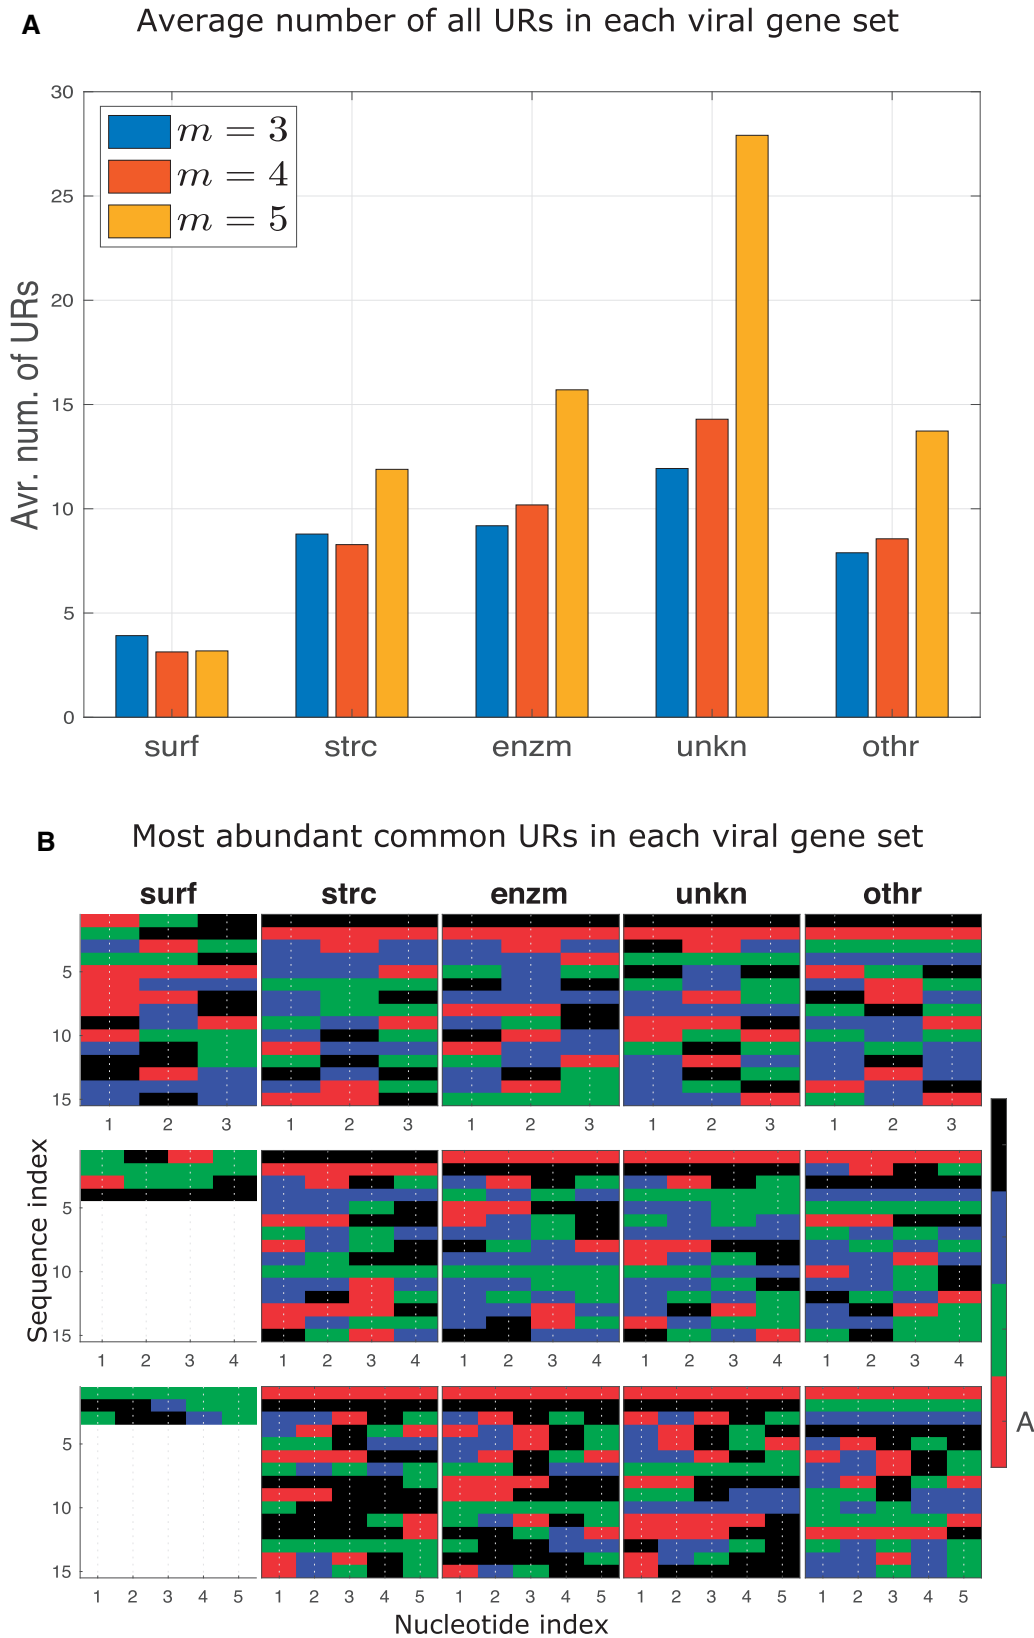 A
Average number of all URs in each viral gene set
30
25
20
15
10
5
0
Avr. num. of URs
m = 3
m = 4
m = 5
surf strc enzm unkn othr
B
Most abundant common URs in each viral gene set
surf strc enzm unkn othr
5
10
15
1 2 3 1 2 3 1 2 3 1 2 3 1 2 3
Sequence index
5
10
15
1 2 3 4 1 2 3 4 1 2 3 4 1 2 3 4 1 2 3 4
A
5
10
15
1 2 3 4 5 1 2 3 4 5 1 2 3 4 5 1 2 3 4 5 1 2 3 4 5
Nucleotide index